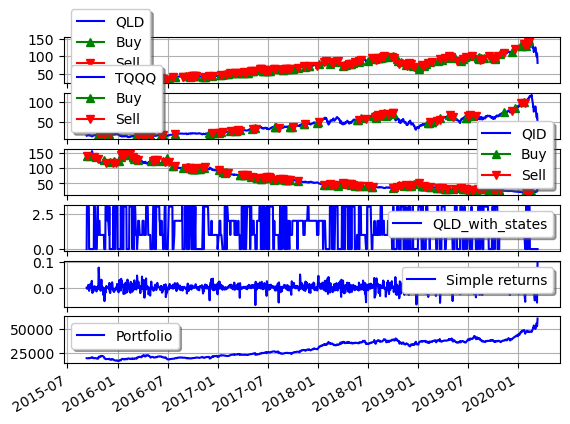 QLD
Buy
Sell
150
100
50
TQQQ
Buy
Sell
100
50
QID
Buy
Sell
150
100
50
QLD_with_states
2.5
0.0
Simple returns
0.1
0.0
Portfolio
50000
25000
2015-07
2016-01
2016-07
2017-01
2017-07
2018-01
2018-07
2019-01
2019-07
2020-01